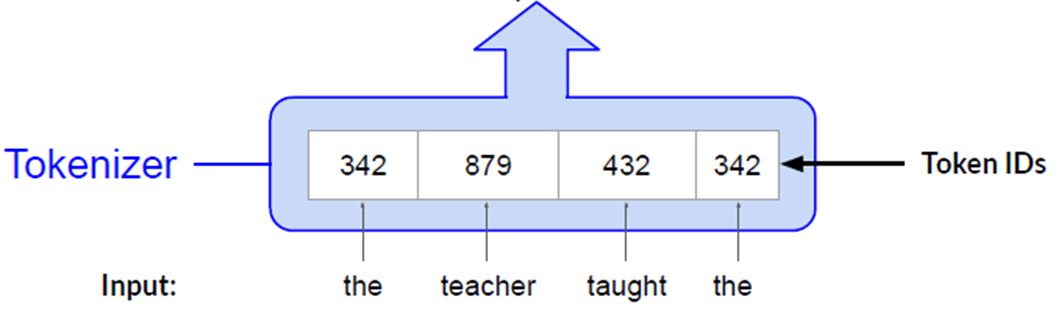 Tokenizer
342 879 432 342
Token IDs
Input: the teacher taught the